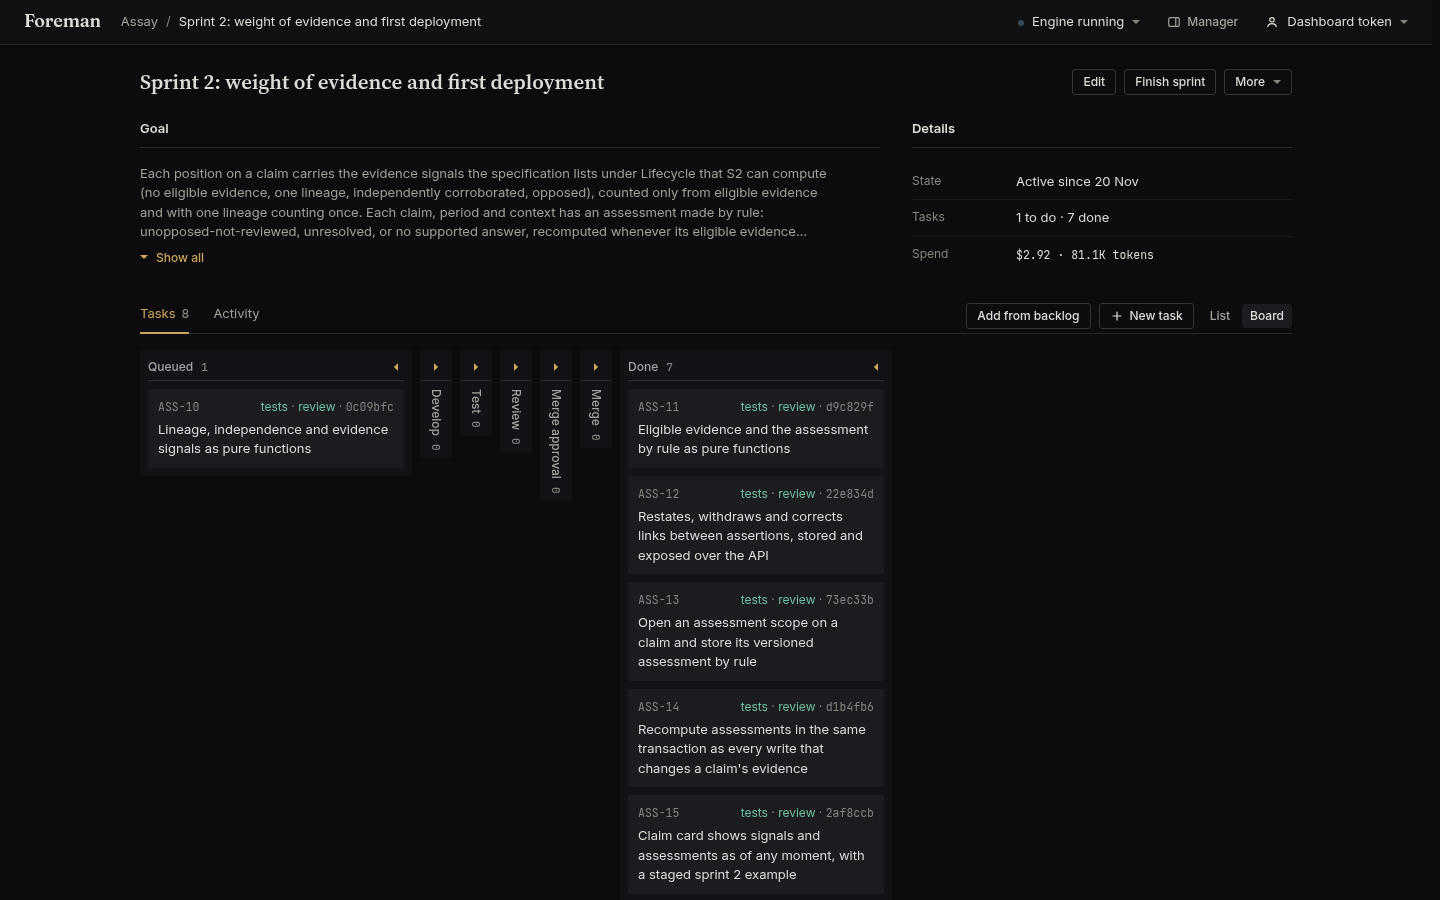 Foreman
Assay / Sprint 2: weight of evidence and first deployment
Engine running
Manager
Dashboard token
Sprint 2: weight of evidence and first deployment
Edit
Finish sprint
More
Goal
Each position on a claim carries the evidence signals the specification lists under Lifecycle that S2 can compute
(no eligible evidence, one lineage, independently corroborated, opposed), counted only from eligible evidence
and with one lineage counting once. Each claim, period and context has an assessment made by rule:
unopposed-not-reviewed, unresolved, or no supported answer, recomputed whenever its eligible evidence...
Show all
Details
State Active since 20 Nov
Tasks 1 to do · 7 done
Spend $2.92 · 81.1K tokens
Tasks 8
Activity
Add from backlog
+ New task
List
Board
Queued 1
ASS-10 tests · review · 0c09bfc
Lineage, independence and evidence
signals as pure functions
Develop 0
Test 0
Review 0
Merge approval 0
Merge 0
Done 7
ASS-11 tests · review · d9c829f
Eligible evidence and the assessment
by rule as pure functions
ASS-12 tests · review · 22e834d
Restates, withdraws and corrects
links between assertions, stored and
exposed over the API
ASS-13 tests · review · 73ec33b
Open an assessment scope on a
claim and store its versioned
assessment by rule
ASS-14 tests · review · d1b4fb6
Recompute assessments in the same
transaction as every write that
changes a claim's evidence
ASS-15 tests · review · 2af8ccb
Claim card shows signals and
assessments as of any moment, with
a staged sprint 2 example